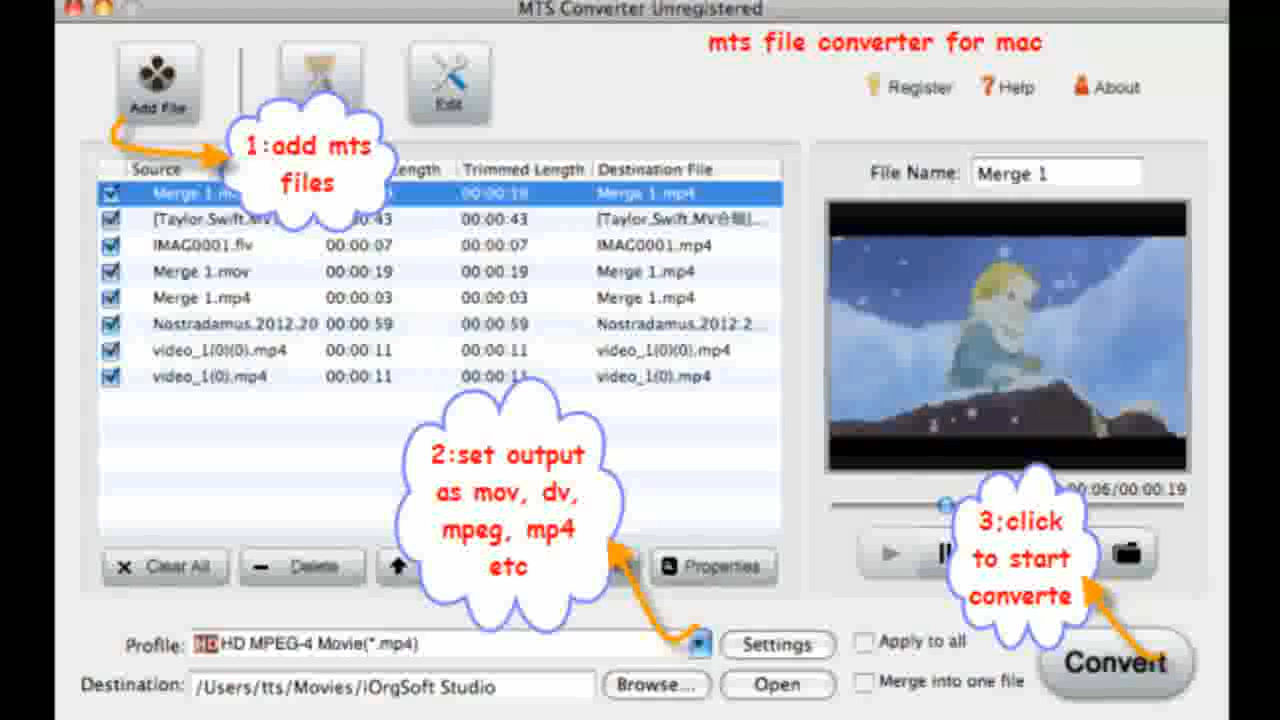 MTS Converter Unregistered
mts file converter for mac
Add File
Edit
Register
Help
About
1:add mts
files
Source
Trimmed Length
Destination File
File Name:
Merge 1
Merge 1.m
00:00:19
Merge 1.mp4
[Taylor.Swift.MV
43
00:00:43
[Taylor.Swift.MV合辑]...
IMAG0001.flv
00:00:07
00:00:07
IMAG0001.mp4
Merge 1.mov
00:00:19
00:00:19
Merge 1.mp4
Merge 1.mp4
00:00:03
00:00:03
Merge 1.mp4
Nostradamus.2012.20
00:00:59
00:00:59
Nostradamus.2012.2...
video_1(0)(0).mp4
00:00:11
00:00:11
video_1(0)(0).mp4
video_1(0).mp4
00:00:11
00:00:11
video_1(0).mp4
2:set output
as mov, dv,
mpeg, mp4
etc
00:06/00:00:19
3:click
to start
converte
Clear All
Delete
Properties
Profile:
HD HD MPEG-4 Movie(*.mp4)
Settings
Apply to all
Convert
Destination:
/Users/tts/Movies/iOrgSoft Studio
Browse...
Open
Merge into one file